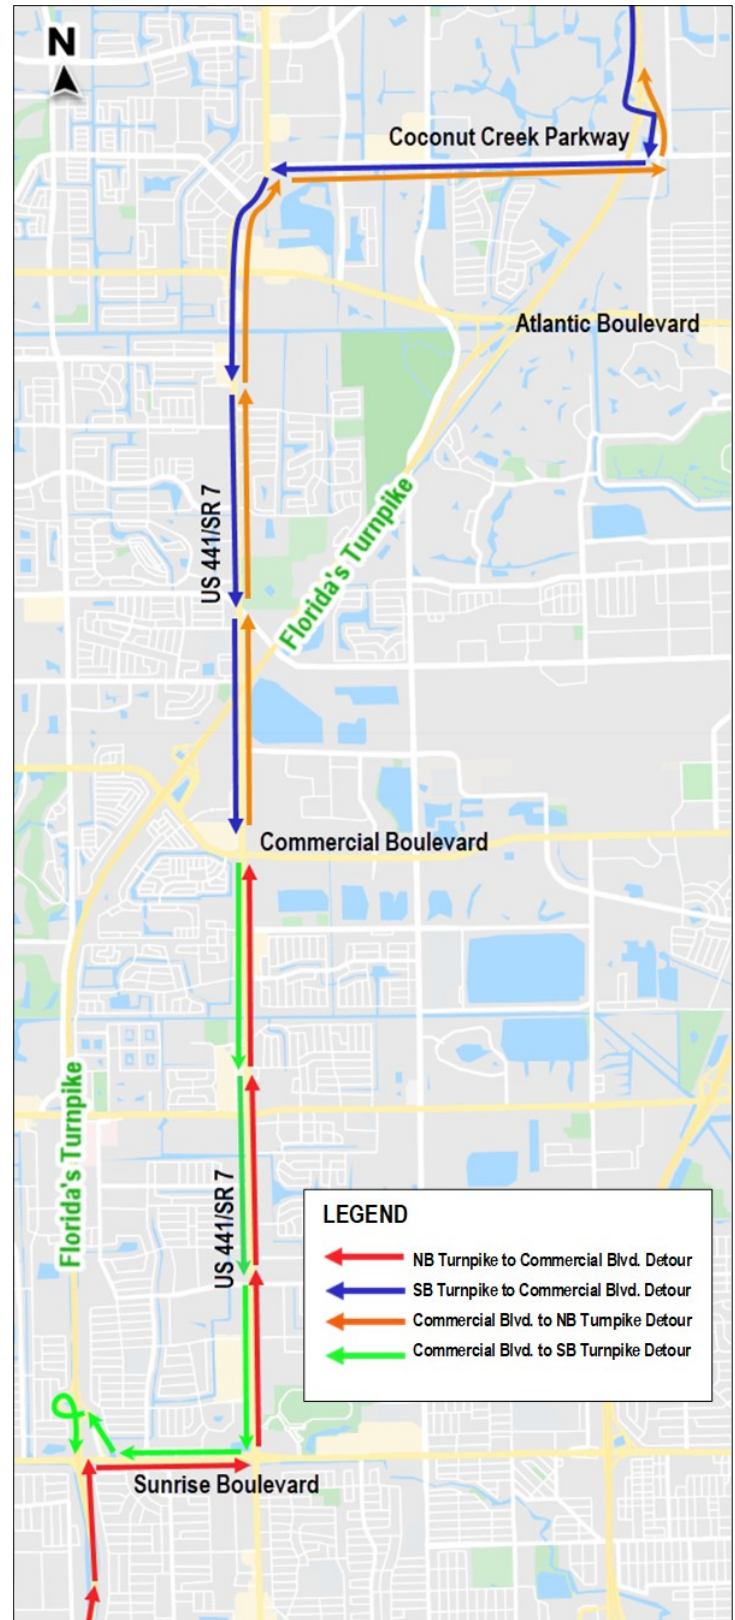 N
Coconut Creek Parkway
Atlantic Boulevard
US 441/SR 7
Florida's Turnpike
Commercial Boulevard
Florida's Turnpike
US 441/SR 7
LEGEND
NB Turnpike to Commercial Blvd. Detour
SB Turnpike to Commercial Blvd. Detour
Commercial Blvd. to NB Turnpike Detour
Commercial Blvd. to SB Turnpike Detour
Sunrise Boulevard